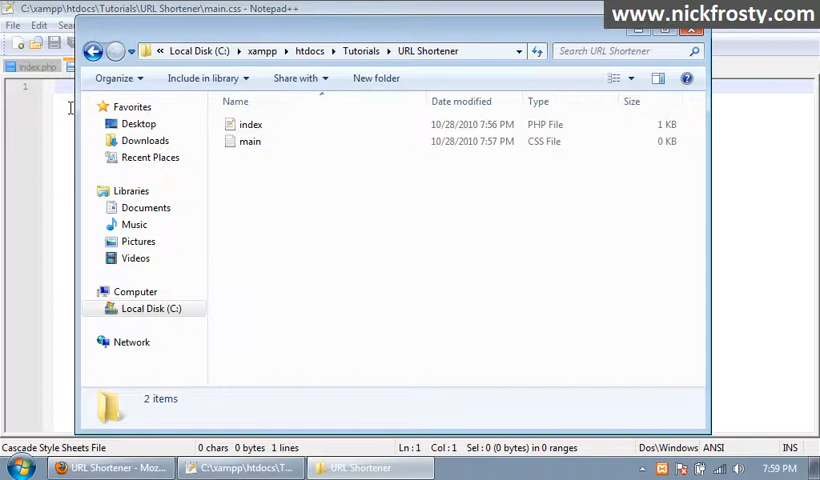 C:\xampp\htdocs\Tutorials\URL Shortener\main.css - Notepad++
www.nickfrosty.com
File Edit Sea
« Local Disk (C:) xampp htdocs Tutorials URL Shortener
Search URL Shortener
index.php
Organize Include in library Share with New folder
1
Name Date modified Type Size
Favorites
Desktop
Downloads
Recent Places
Libraries
Documents
Music
Pictures
Videos
Computer
Local Disk (C:)
Network
index 10/28/2010 7:56 PM PHP File 1 KB
main 10/28/2010 7:57 PM CSS File 0 KB
2 items
Cascade Style Sheets File 0 chars 0 bytes 1 lines Ln : 1 Col : 1 Sel : 0 (0 bytes) in 0 ranges Dos\Windows ANSI INS
URL Shortener - Moz... C:\xampp\htdocs\T... URL Shortener 7:59 PM